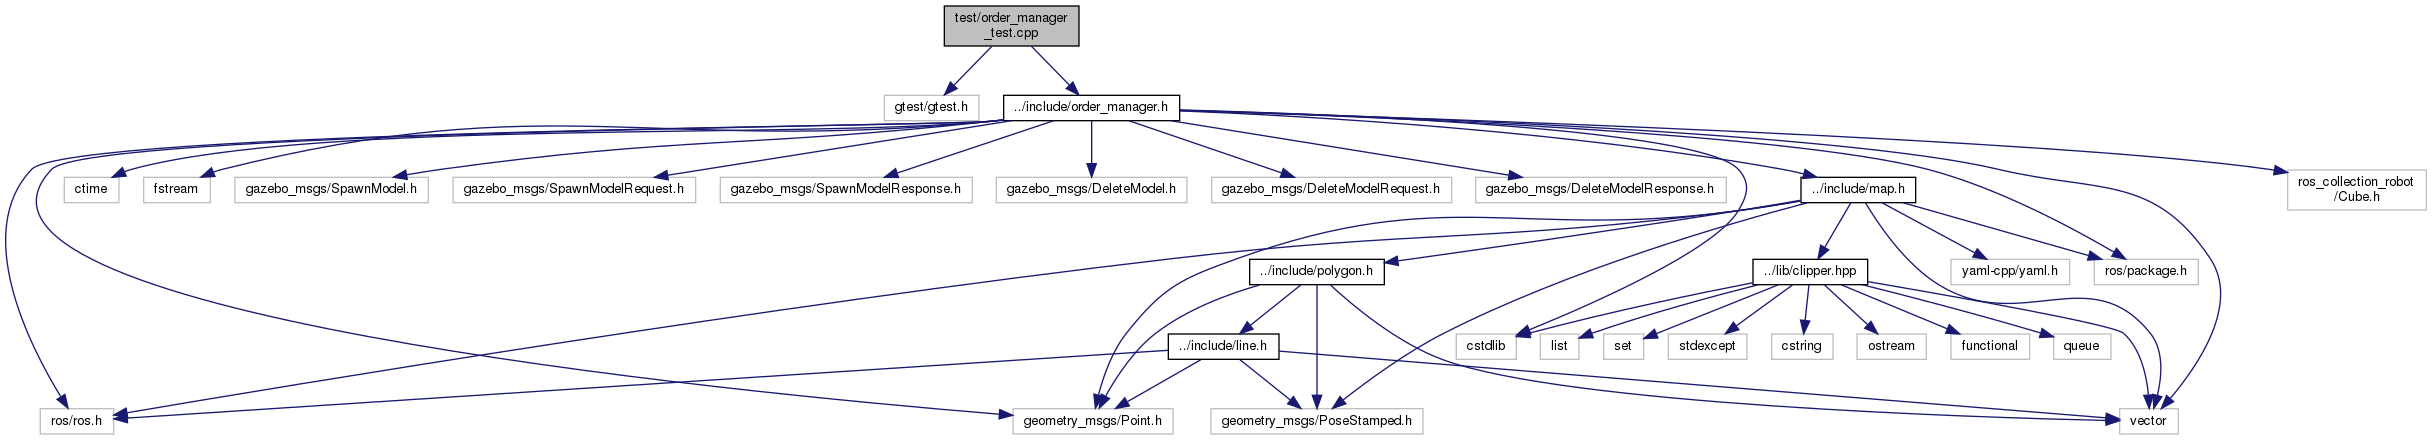 test/order_manager
_test.cpp
gtest/gtest.h
../include/order_manager.h
ctime
fstream
gazebo_msgs/SpawnModel.h
gazebo_msgs/SpawnModelRequest.h
gazebo_msgs/SpawnModelResponse.h
gazebo_msgs/DeleteModel.h
gazebo_msgs/DeleteModelRequest.h
gazebo_msgs/DeleteModelResponse.h
../include/map.h
ros_collection_robot
/Cube.h
../include/polygon.h
../lib/clipper.hpp
yaml-cpp/yaml.h
ros/package.h
../include/line.h
cstdlib
list
set
stdexcept
cstring
ostream
functional
queue
ros/ros.h
geometry_msgs/Point.h
geometry_msgs/PoseStamped.h
vector